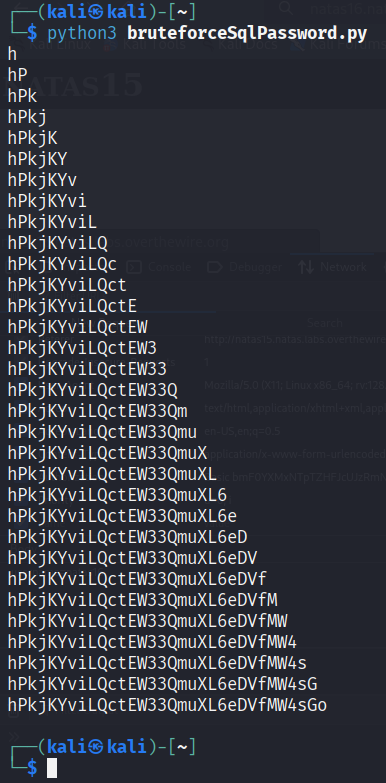 ┌──(kali㉿kali)-[~]
└─$ python3 bruteforceSqlPassword.py
h
hP
hPk
hPkj
hPkjK
hPkjKY
hPkjKYv
hPkjKYvi
hPkjKYviL
hPkjKYviLQ
hPkjKYviLQc
hPkjKYviLQct
hPkjKYviLQctE
hPkjKYviLQctEW
hPkjKYviLQctEW3
hPkjKYviLQctEW33
hPkjKYviLQctEW33Q
hPkjKYviLQctEW33Qm
hPkjKYviLQctEW33Qmu
hPkjKYviLQctEW33QmuX
hPkjKYviLQctEW33QmuXL
hPkjKYviLQctEW33QmuXL6
hPkjKYviLQctEW33QmuXL6e
hPkjKYviLQctEW33QmuXL6eD
hPkjKYviLQctEW33QmuXL6eDV
hPkjKYviLQctEW33QmuXL6eDVf
hPkjKYviLQctEW33QmuXL6eDVfM
hPkjKYviLQctEW33QmuXL6eDVfMW
hPkjKYviLQctEW33QmuXL6eDVfMW4
hPkjKYviLQctEW33QmuXL6eDVfMW4s
hPkjKYviLQctEW33QmuXL6eDVfMW4sG
hPkjKYviLQctEW33QmuXL6eDVfMW4sGo
┌──(kali㉿kali)-[~]
└─$